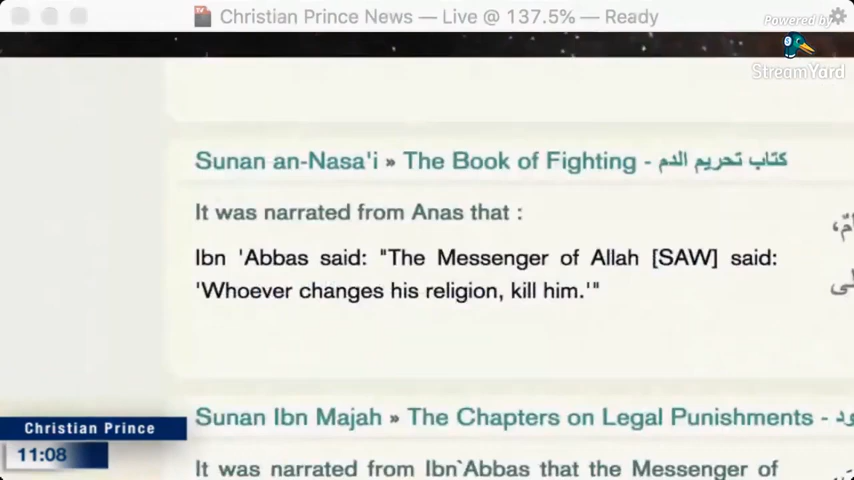 Christian Prince News — Live @ 137.5% — Ready
Powered by
StreamYard
Sunan an-Nasa'i » The Book of Fighting - كتاب تحريم الدم
It was narrated from Anas that :
Ibn 'Abbas said: "The Messenger of Allah [SAW] said:
'Whoever changes his religion, kill him.'"
Christian Prince
Sunan Ibn Majah » The Chapters on Legal Punishments -
11:08
It was narrated from Ibn`Abbas that the Messenger of